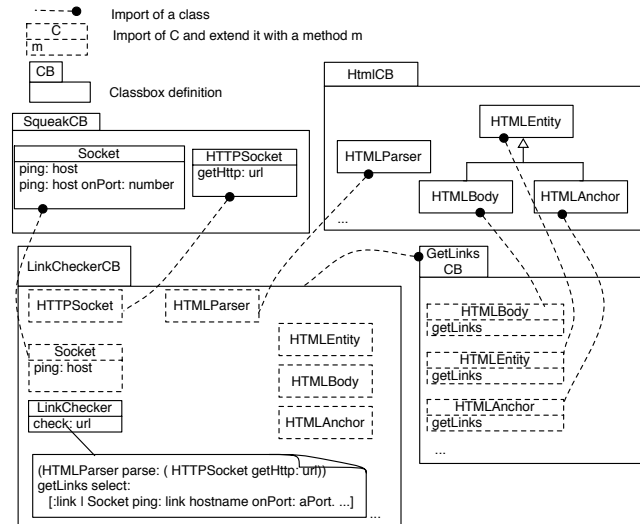 Import of a class
C
m
Import of C and extend it with a method m
CB
Classbox definition
SqueakCB
Socket
ping: host
ping: host onPort: number
HTTPSocket
getHttp: url
HtmlCB
HTMLEntity
HTMLParser
HTMLBody
HTMLAnchor
...
LinkCheckerCB
HTTPSocket
HTMLParser
Socket
ping: host
HTMLEntity
HTMLBody
HTMLAnchor
LinkChecker
check: url
(HTMLParser parse: ( HTTPSocket getHttp: url))
getLinks select:
[:link | Socket ping: link hostname onPort: aPort. ...]
...
GetLinks
CB
HTMLBody
getLinks
HTMLEntity
getLinks
HTMLAnchor
getLinks
...